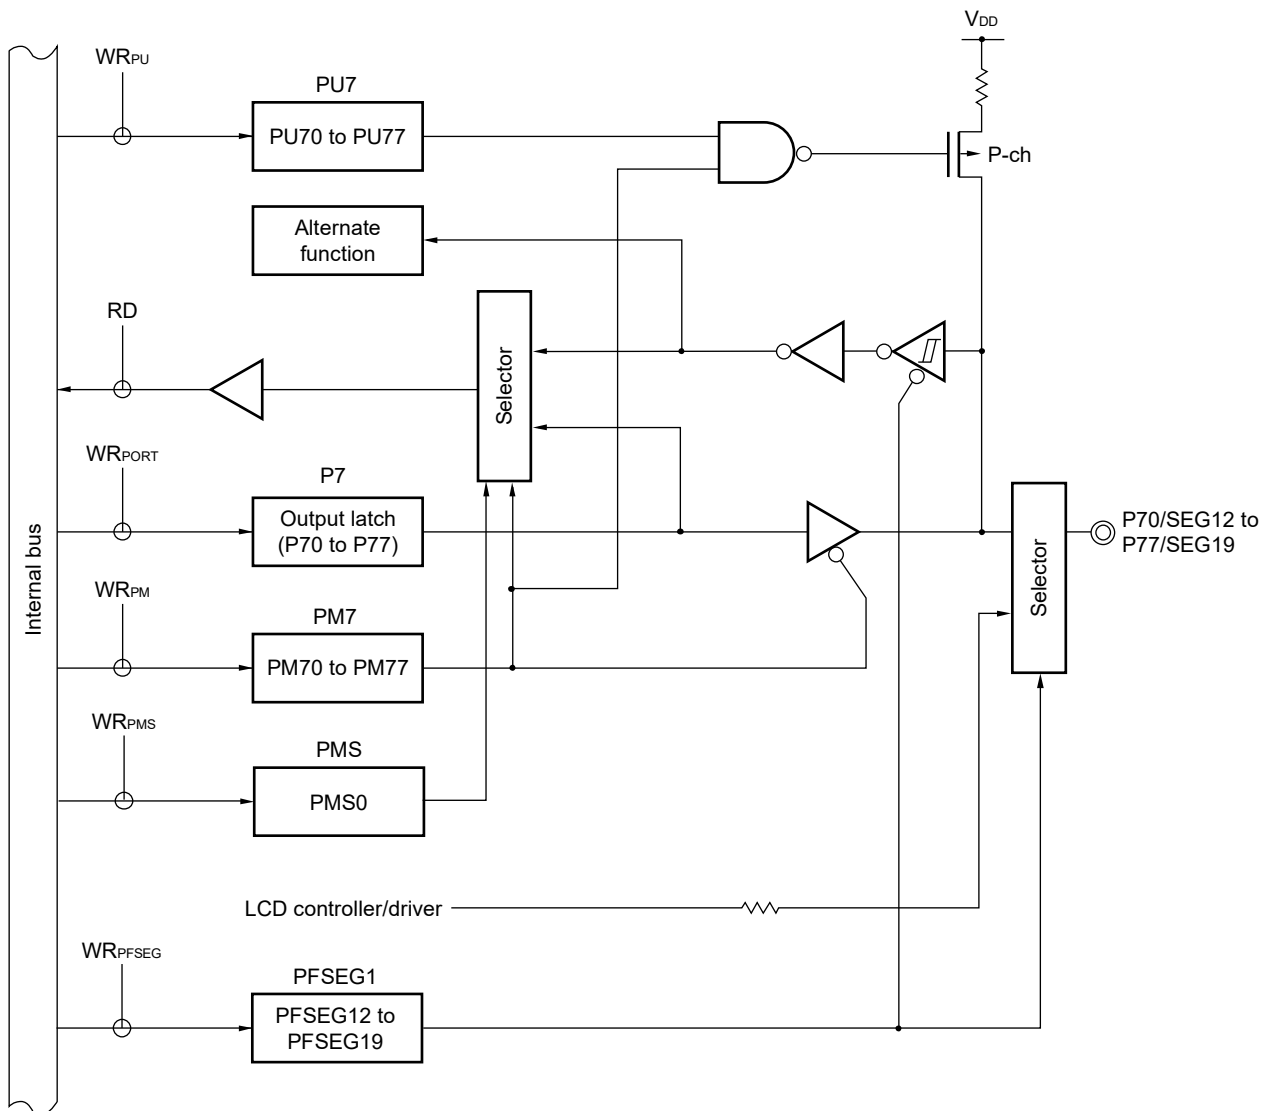 VDD
WRPU
PU7
PU70 to PU77
P-ch
Alternate
function
RD
Selector
WRPORT
P7
Output latch
(P70 to P77)
P70/SEG12 to
P77/SEG19
Selector
Internal bus
WRPM
PM7
PM70 to PM77
WRPMS
PMS
PMS0
LCD controller/driver
WRPFSEG
PFSEG1
PFSEG12 to
PFSEG19